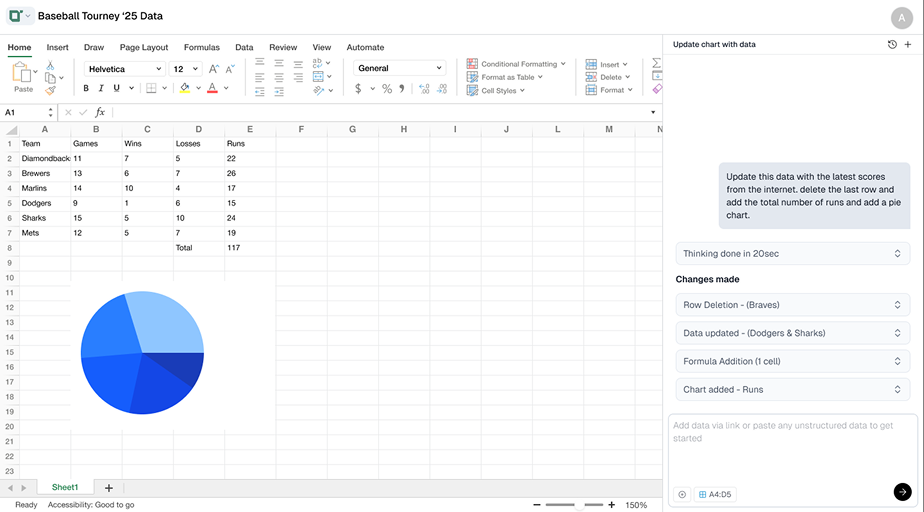 Baseball Tourney ‘25 Data
A
Home Insert Draw Page Layout Formulas Data Review View Automate
Paste
Helvetica 12 A A
B I U A
ab
General
$ % 9
.00
Conditional Formatting
Format as Table
Cell Styles
Insert
Delete
Format
A1 fx
A B C D E F G H I J K L M N
1 Team Games Wins Losses Runs
2 Diamondback 11 7 5 22
3 Brewers 13 6 7 26
4 Marlins 14 10 4 17
5 Dodgers 9 1 6 15
6 Sharks 15 5 10 24
7 Mets 12 5 7 19
8 Total 117
9
10
11
12
13
14
15
16
17
18
19
20
21
22
23
Sheet1 +
Ready Accessibility: Good to go 150%
Update chart with data
Update this data with the latest scores
from the internet. delete the last row and
add the total number of runs and add a pie
chart.
Thinking done in 20sec
Changes made
Row Deletion - (Braves)
Data updated - (Dodgers & Sharks)
Formula Addition (1 cell)
Chart added - Runs
Add data via link or paste any unstructured data to get
started
A4:D5